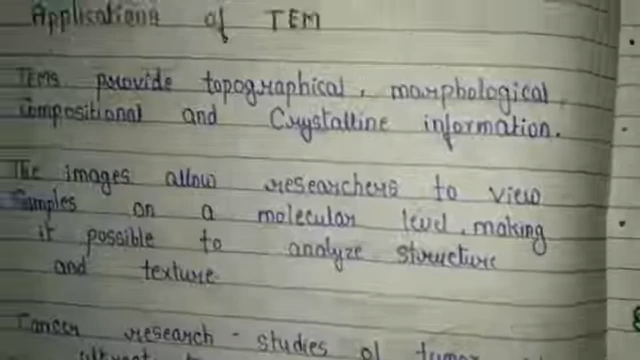 Applications of TEM
TEMs provide topographical, morphological,
compositional and Crystalline information.
The images allow researchers to view
Samples on a molecular level, making
it possible to analyze structure
and texture
Cancer research - studies of tumor